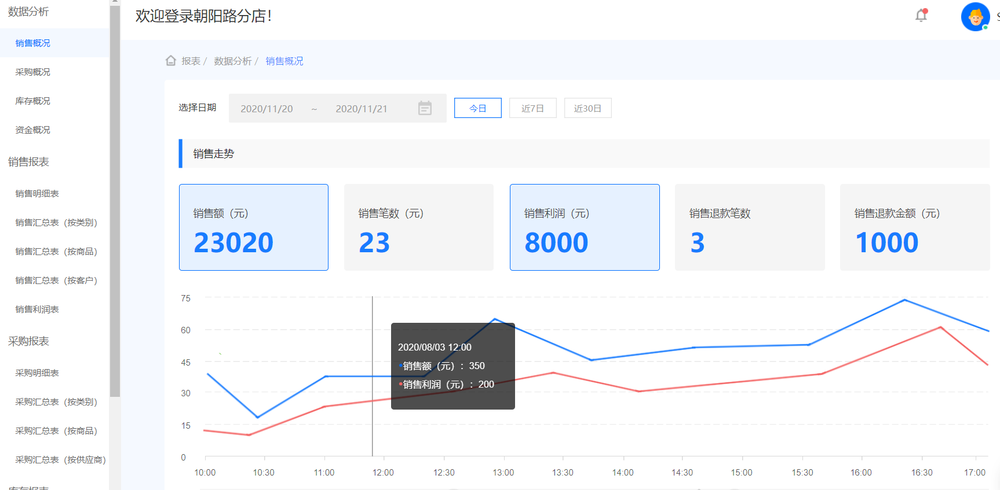 数据分析
销售概况
采购概况
库存概况
资金概况
销售报表
销售明细表
销售汇总表（按类别）
销售汇总表（按商品）
销售汇总表（按客户）
销售利润表
采购报表
采购明细表
采购汇总表（按类别）
采购汇总表（按商品）
采购汇总表（按供应商）
欢迎登录朝阳路分店！
报表 / 数据分析 / 销售概况
选择日期 2020/11/20 ~ 2020/11/21 今日 近7日 近30日
销售走势
销售额（元） 销售笔数（元） 销售利润（元） 销售退款笔数 销售退款金额（元）
23020 23 8000 3 1000
75
60
45
30
15
0
2020/08/03 12:00
销售额（元）：350
销售利润（元）：200
10:00 10:30 11:00 12:00 12:30 13:00 13:30 14:00 14:30 15:00 15:30 16:00 16:30 17:00